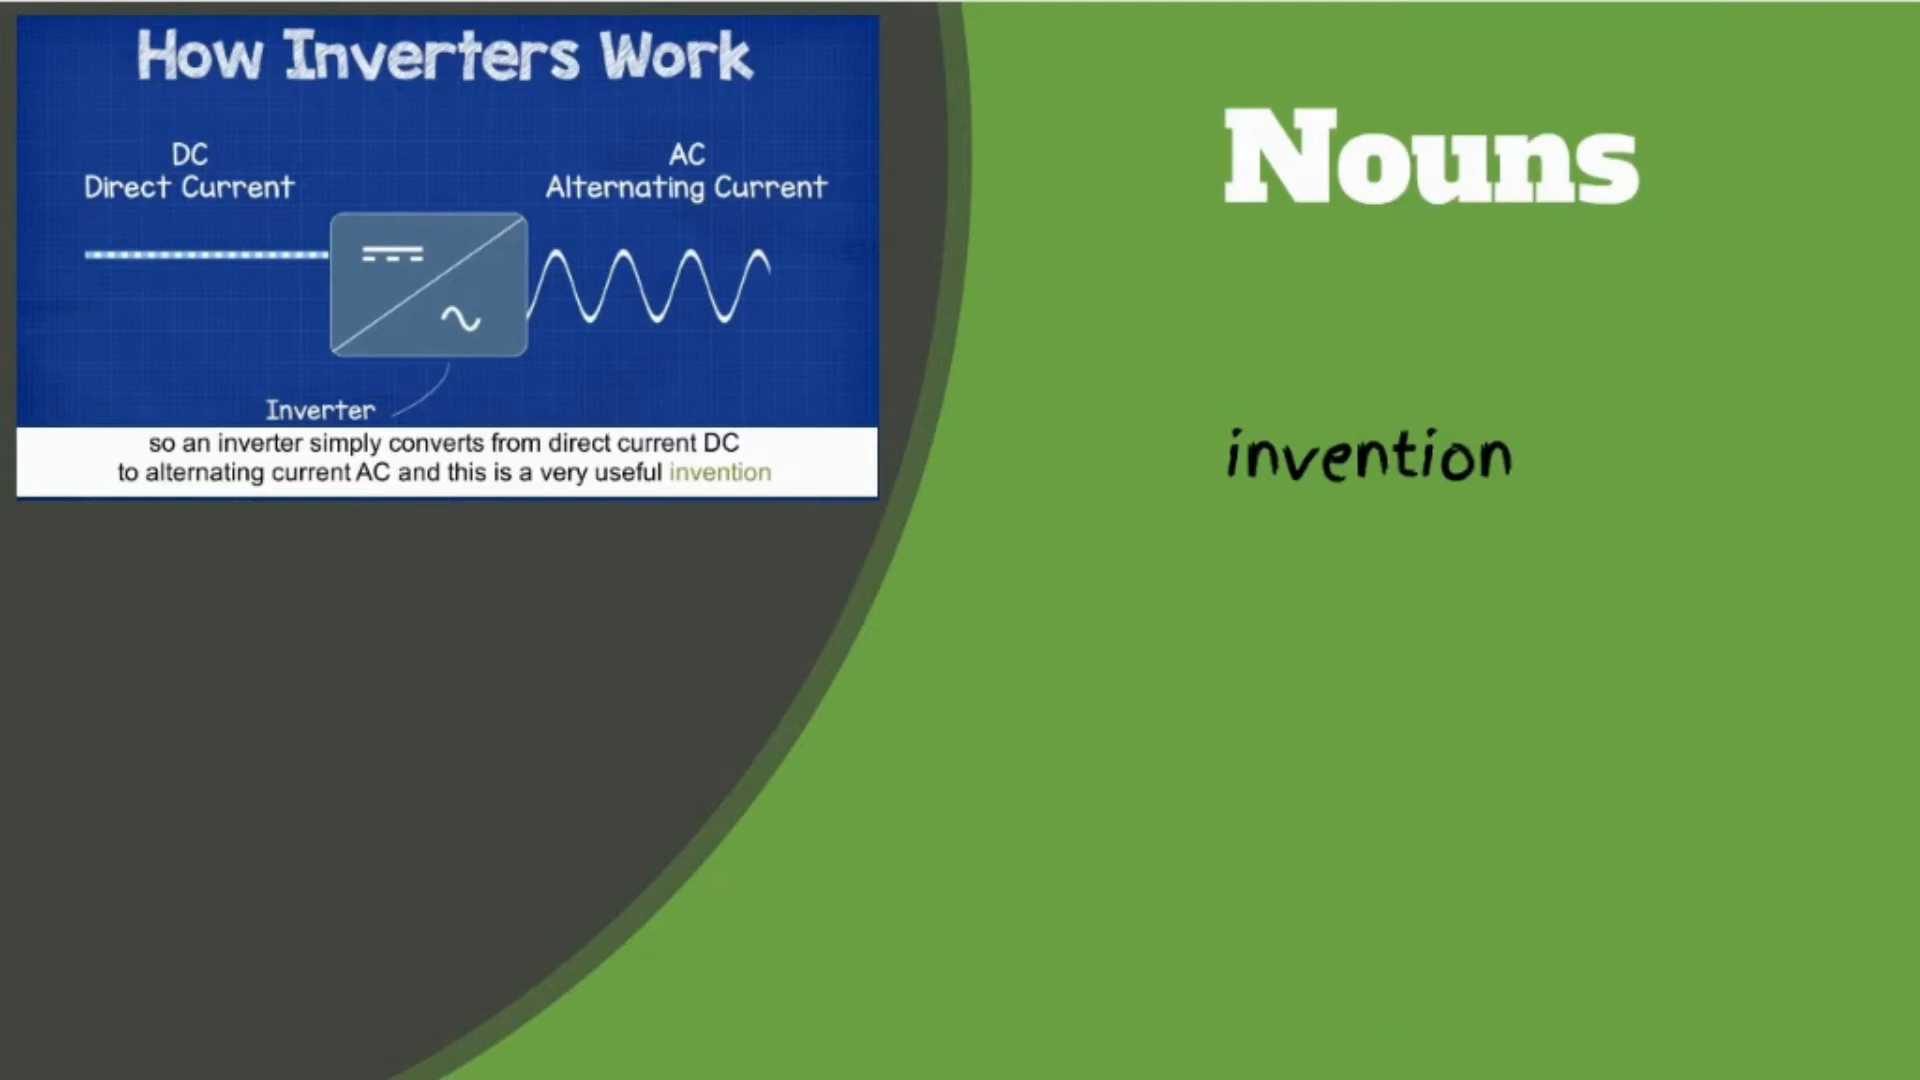 How Inverters Work
DC
Direct Current
AC
Alternating Current
Inverter
so an inverter simply converts from direct current DC
to alternating current AC and this is a very useful invention
Nouns
invention